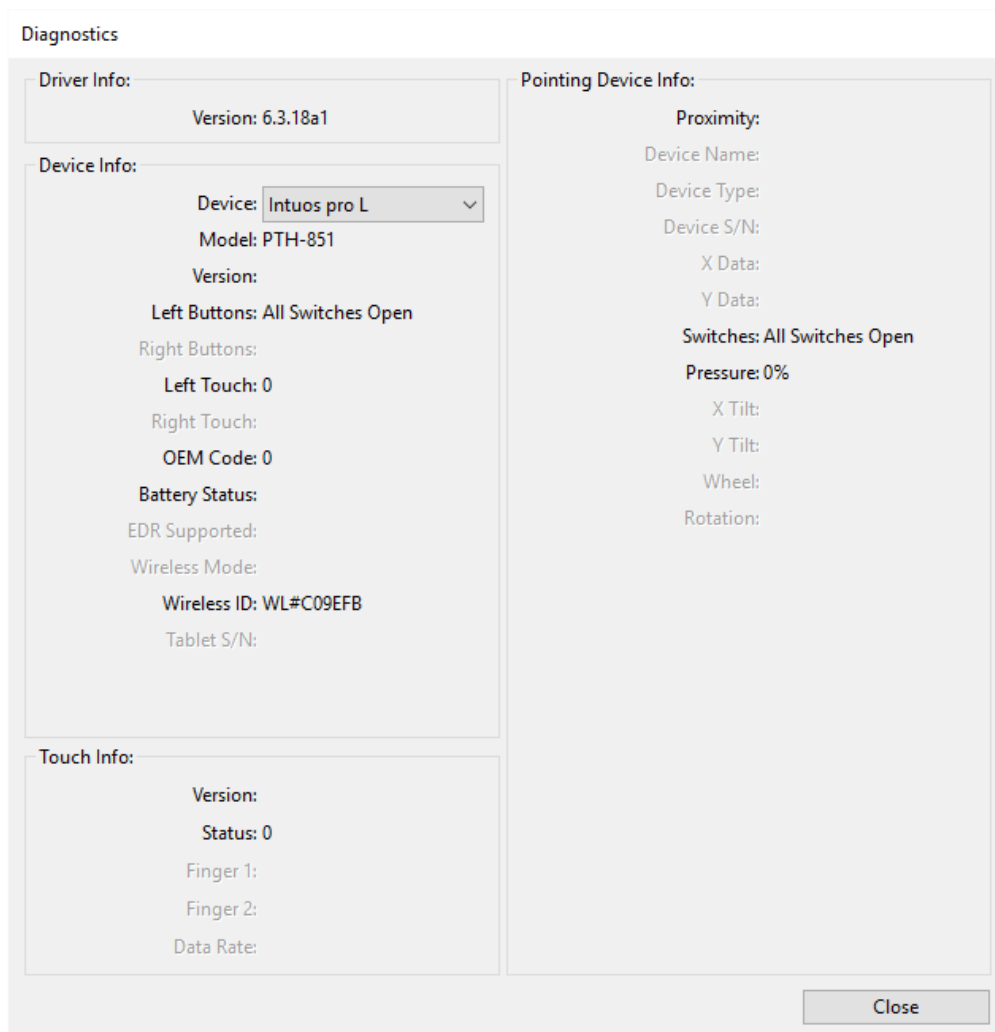 Diagnostics
Driver Info:
Version: 6.3.18a1
Device Info:
Device: Intuos pro L
Model: PTH-851
Version:
Left Buttons: All Switches Open
Right Buttons:
Left Touch: 0
Right Touch:
OEM Code: 0
Battery Status:
EDR Supported:
Wireless Mode:
Wireless ID: WL#C09EFB
Tablet S/N:
Touch Info:
Version:
Status: 0
Finger 1:
Finger 2:
Data Rate:
Pointing Device Info:
Proximity:
Device Name:
Device Type:
Device S/N:
X Data:
Y Data:
Switches: All Switches Open
Pressure: 0%
X Tilt:
Y Tilt:
Wheel:
Rotation:
Close